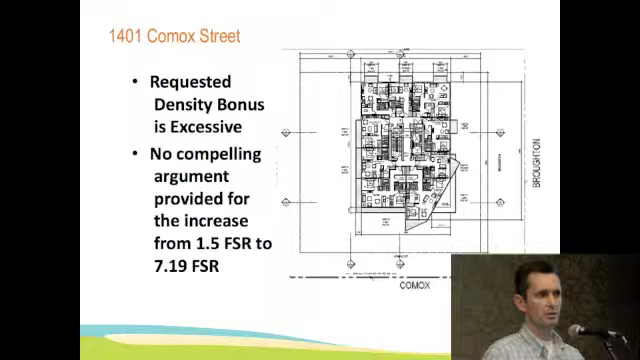 1401 Comox Street
• Requested
Density Bonus
is Excessive
• No compelling
argument
provided for
the increase
from 1.5 FSR to
7.19 FSR
BROUGHTON
COMOX